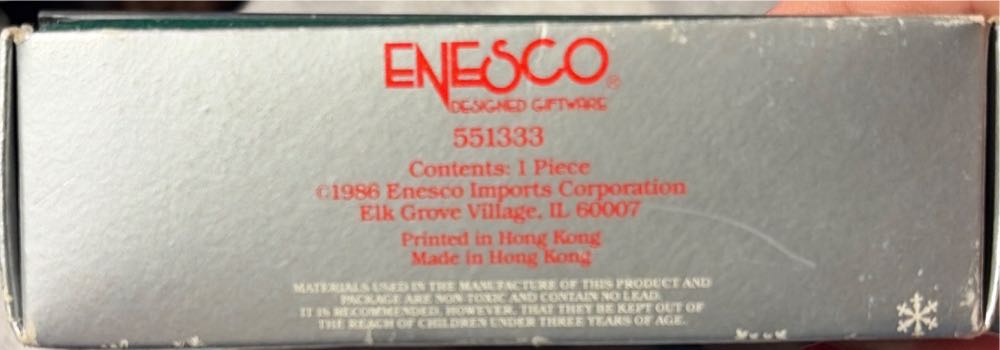 ENESCO®
DESIGNED GIFTWARE
551333
Contents: 1 Piece
©1986 Enesco Imports Corporation
Elk Grove Village, IL 60007
Printed in Hong Kong
Made in Hong Kong
MATERIALS USED IN THE MANUFACTURE OF THIS PRODUCT AND
PACKAGE ARE NON-TOXIC AND CONTAIN NO LEAD.
IT IS RECOMMENDED, HOWEVER, THAT THEY BE KEPT OUT OF
THE REACH OF CHILDREN UNDER THREE YEARS OF AGE.